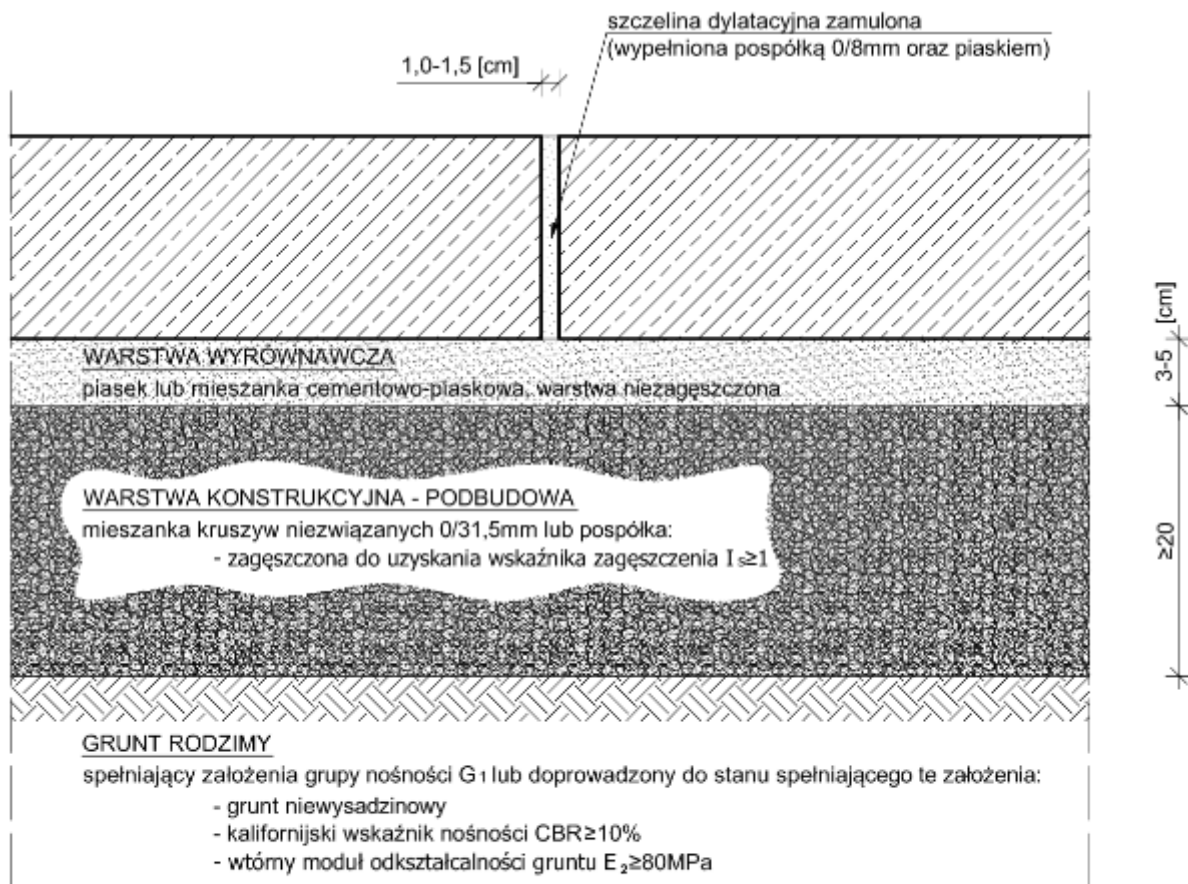 szczelina dylatacyjna zamulona
(wypełniona pospółką 0/8mm oraz piaskiem)
1,0-1,5 [cm]
[cm]
WARSTWA WYRÓWNAWCZA
piasek lub mieszanka cementowo-piaskowa, warstwa niezagęszczona
3-5
WARSTWA KONSTRUKCYJNA - PODBUDOWA
mieszanka kruszyw niezwiązanych 0/31,5mm lub pospółka:
- zagęszczona do uzyskania wskaźnika zagęszczenia Is≥1
≥20
GRUNT RODZIMY
spełniający założenia grupy nośności G1 lub doprowadzony do stanu spełniającego te założenia:
- grunt niewysadzinowy
- kalifornijski wskaźnik nośności CBR≥10%
- wtórny moduł odkształcalności gruntu E2≥80MPa